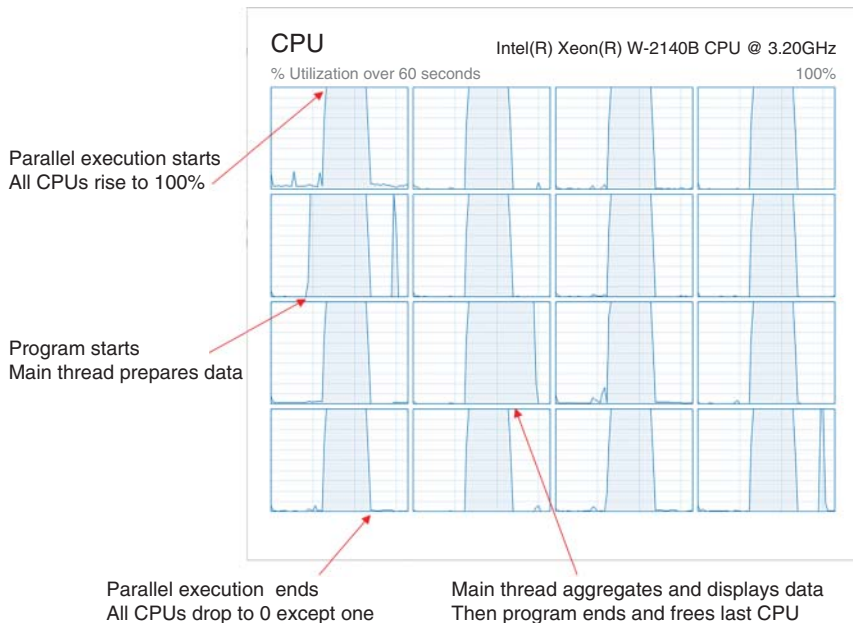 CPU
Intel(R) Xeon(R) W-2140B CPU @ 3.20GHz
% Utilization over 60 seconds
100%
Parallel execution starts
All CPUs rise to 100%
Program starts
Main thread prepares data
Parallel execution ends
All CPUs drop to 0 except one
Main thread aggregates and displays data
Then program ends and frees last CPU